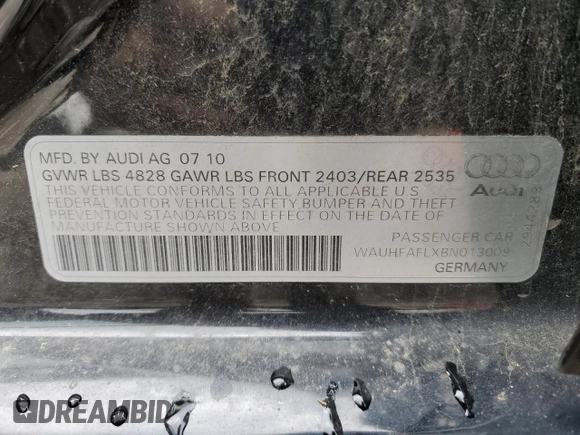 MFD. BY AUDI AG 07 10
GVWR LBS 4828 GAWR LBS FRONT 2403/REAR 2535
THIS VEHICLE CONFORMS TO ALL APPLICABLE U S
FEDERAL MOTOR VEHICLE SAFETY,BUMPER AND THEFT
PREVENTION STANDARDS IN EFFECT ON THE DATE OF
MANUFACTURE SHOWN ABOVE
PASSENGER CAR
WAUHFAFLXBN013009
GERMANY
Audi
DREAMBID